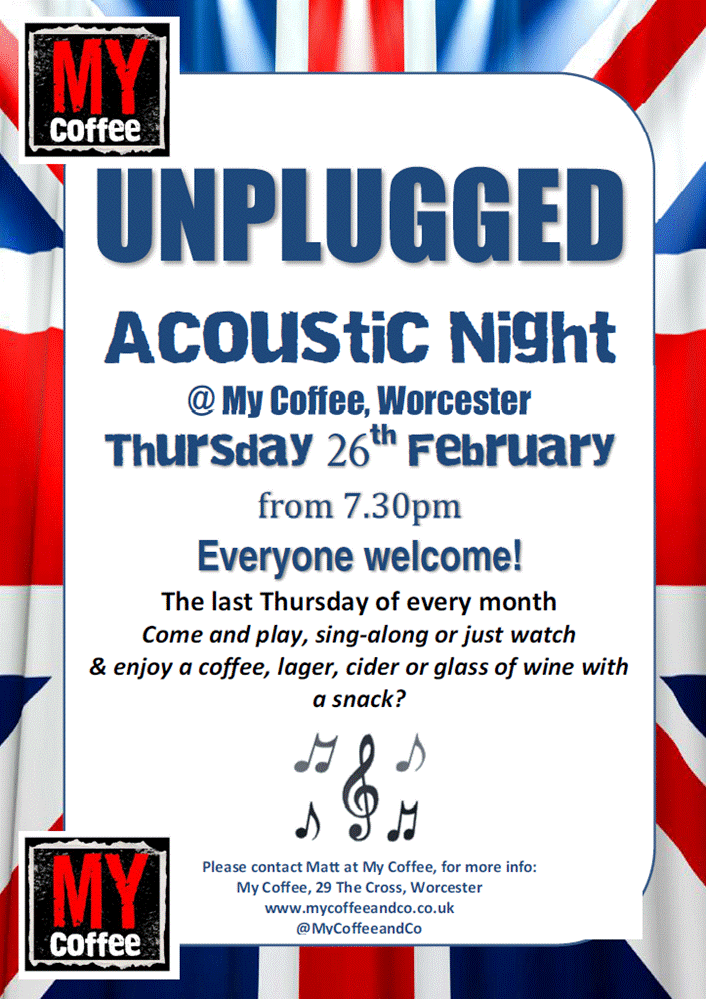 MY
coffee
UNPLUGGED
Acoustic Night
@ My Coffee, Worcester
Thursday 26th February
from 7.30pm
Everyone welcome!
The last Thursday of every month
Come and play, sing-along or just watch
& enjoy a coffee, lager, cider or glass of wine with
a snack?
Please contact Matt at My Coffee, for more info:
My Coffee, 29 The Cross, Worcester
www.mycoffeeandco.co.uk
@MyCoffeeandCo
MY
coffee